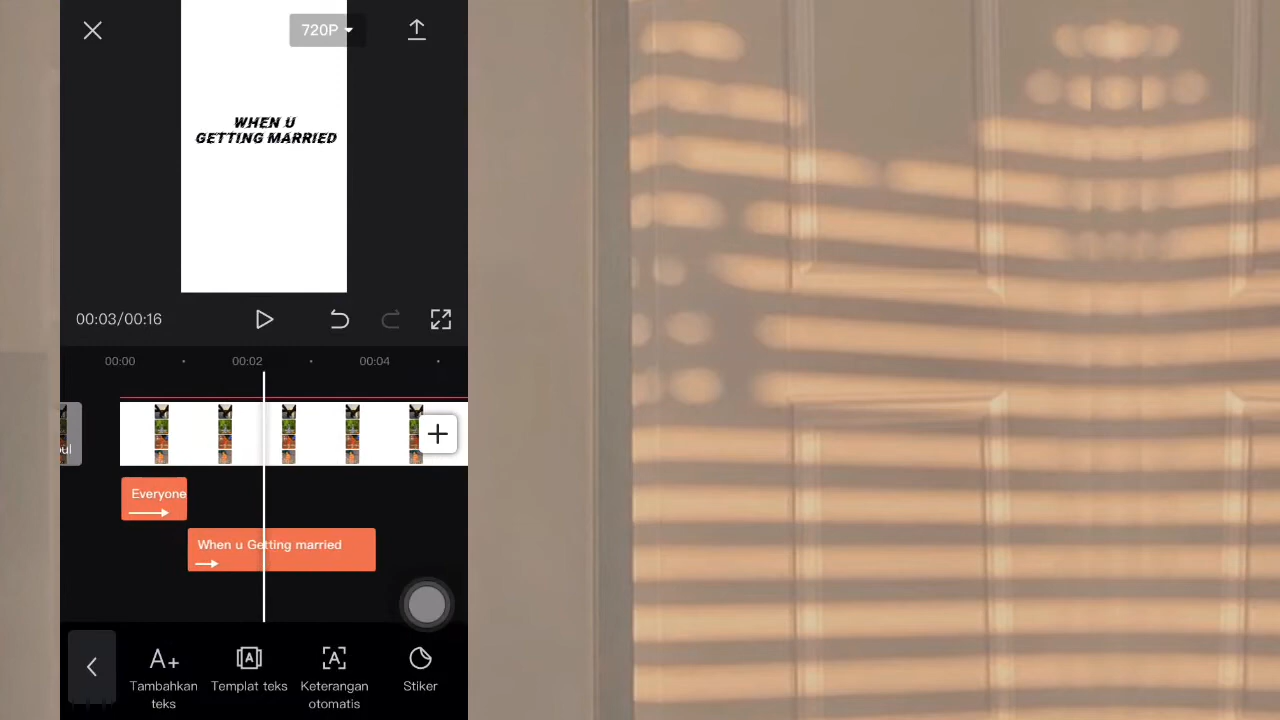 720P
WHEN U
GETTING MARRIED
00:03/00:16
00:00
00:02
00:04
ul
Everyone
When u Getting married
Tambahkan teks
Templat teks
Keterangan otomatis
Stiker